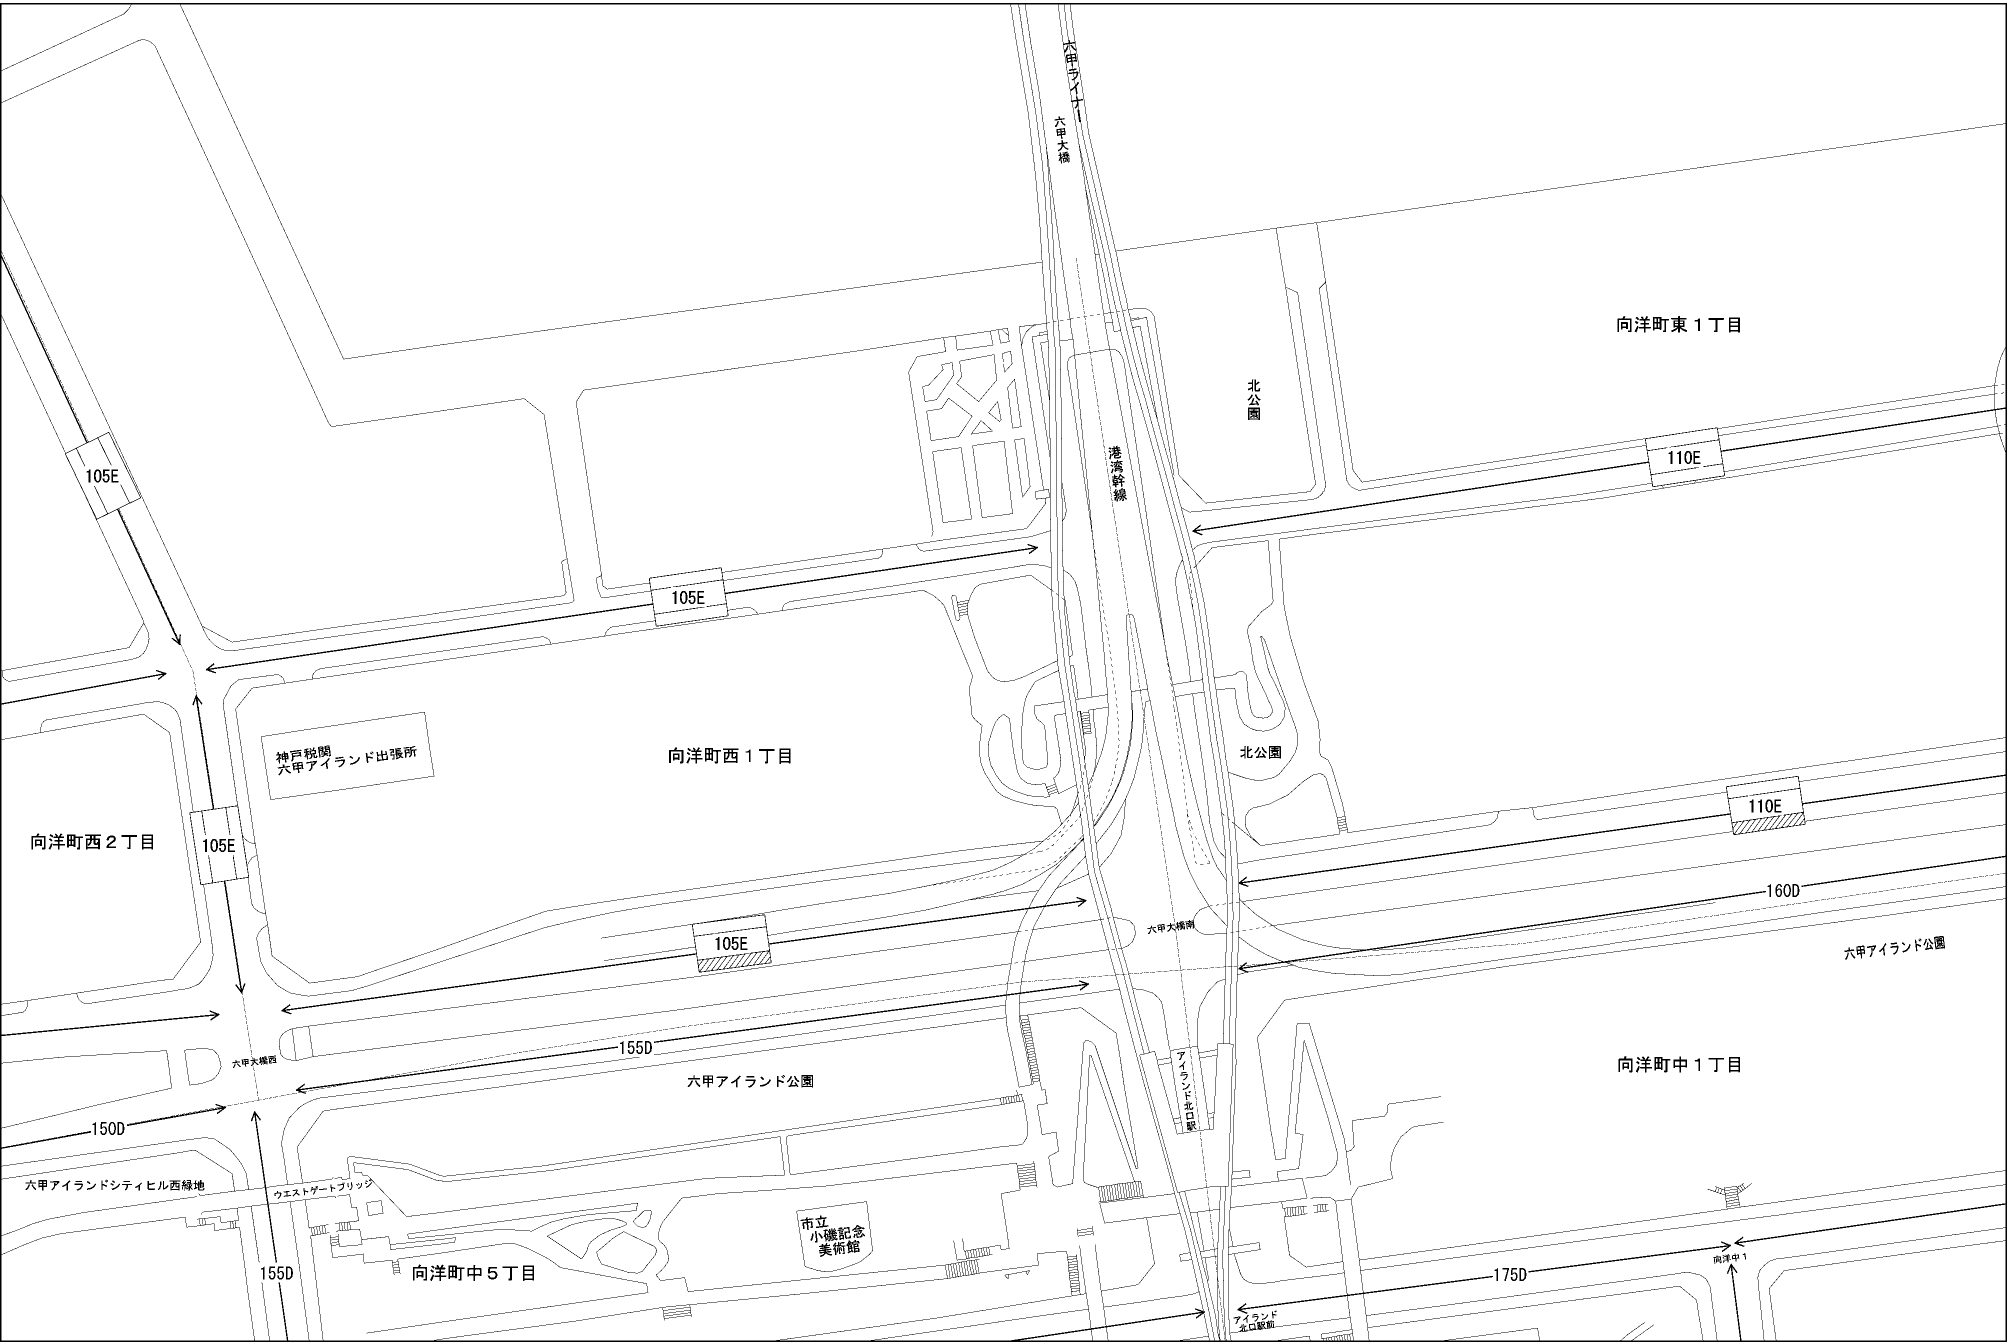 六甲ライナー
六甲大橋
向洋町東１丁目
北公園
105E
110E
港湾幹線
105E
神戸税関
六甲アイランド出張所
向洋町西１丁目
北公園
110E
向洋町西２丁目
105E
160D
105E
六甲大橋南
六甲アイランド公園
155D
六甲大橋西
アイランド北口駅
向洋町中１丁目
六甲アイランド公園
150D
六甲アイランドシティヒル西緑地
ウエストゲートブリッジ
市立
小磯記念
美術館
155D
向洋町中５丁目
175D
向洋中１
アイランド
北口駅前